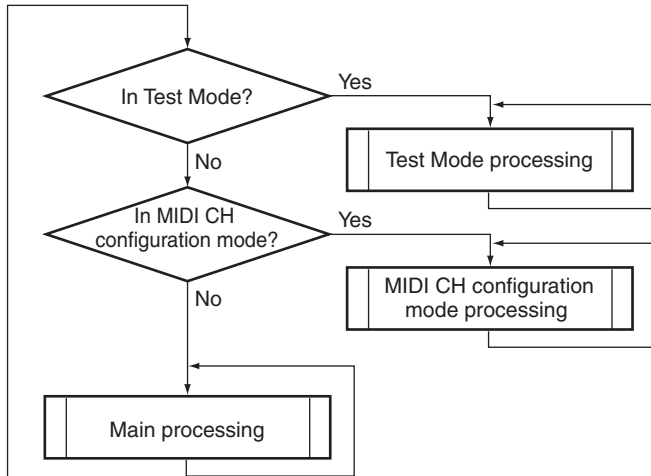 In Test Mode?
Yes
Test Mode processing
No
In MIDI CH
configuration mode?
Yes
MIDI CH configuration
mode processing
No
Main processing